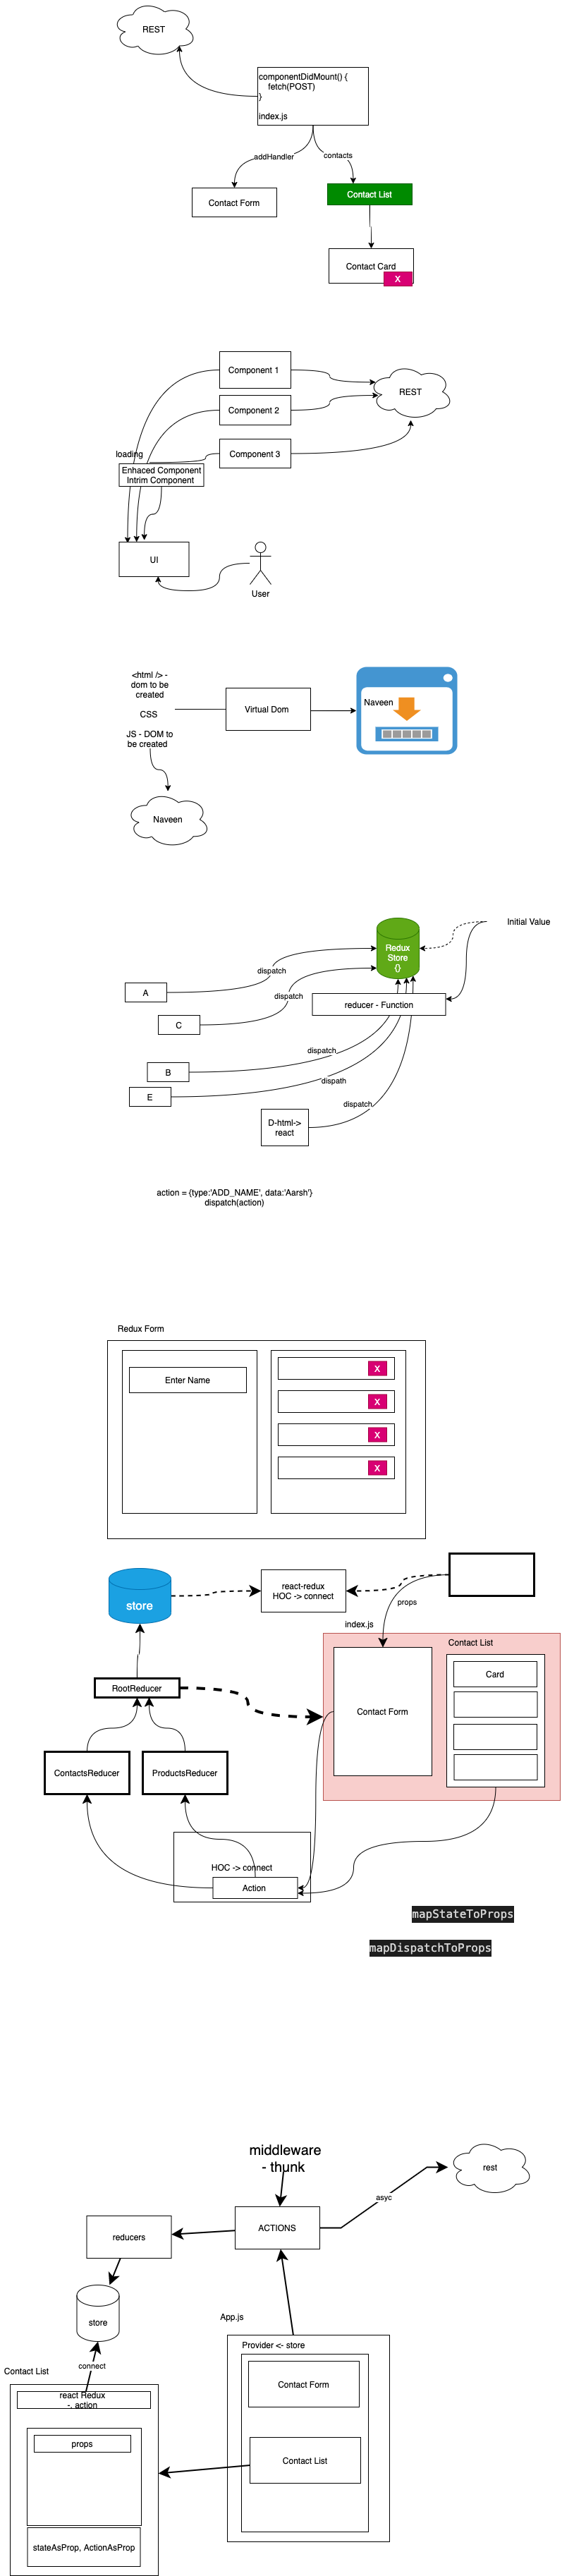 REST
componentDidMount() {
fetch(POST)
}
index.js
addHandler
contacts
Contact Form
Contact List
Contact Card
X
Component 1
REST
Component 2
loading
Component 3
Enhaced Component
Intrim Component
UI
User
<html /> -
dom to be
created
CSS
JS - DOM to
be created
Virtual Dom
Naveen
Naveen
Initial Value
Redux
Store
{}
dispatch
A
dispatch
reducer - Function
C
dispatch
B
dispath
E
dispatch
D-html->
react
action = {type:'ADD_NAME', data:'Aarsh'}
dispatch(action)
Redux Form
Enter Name
X
X
X
X
store
react-redux
HOC -> connect
props
index.js
Contact List
Card
RootReducer
Contact Form
ContactsReducer
ProductsReducer
HOC -> connect
Action
mapStateToProps
mapDispatchToProps
middleware
- thunk
rest
asyc
ACTIONS
reducers
store
App.js
Provider <- store
connect
Contact List
Contact Form
react Redux
-, action
props
Contact List
stateAsProp, ActionAsProp